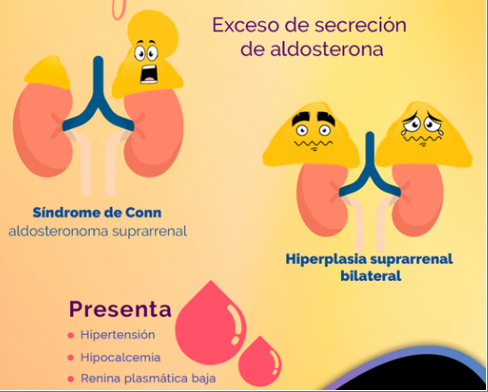 Exceso de secreción
de aldosterona
Síndrome de Conn
aldosteronoma suprarrenal
Hiperplasia suprarrenal
bilateral
Presenta
Hipertensión
Hipocalcemia
Renina plasmática baja